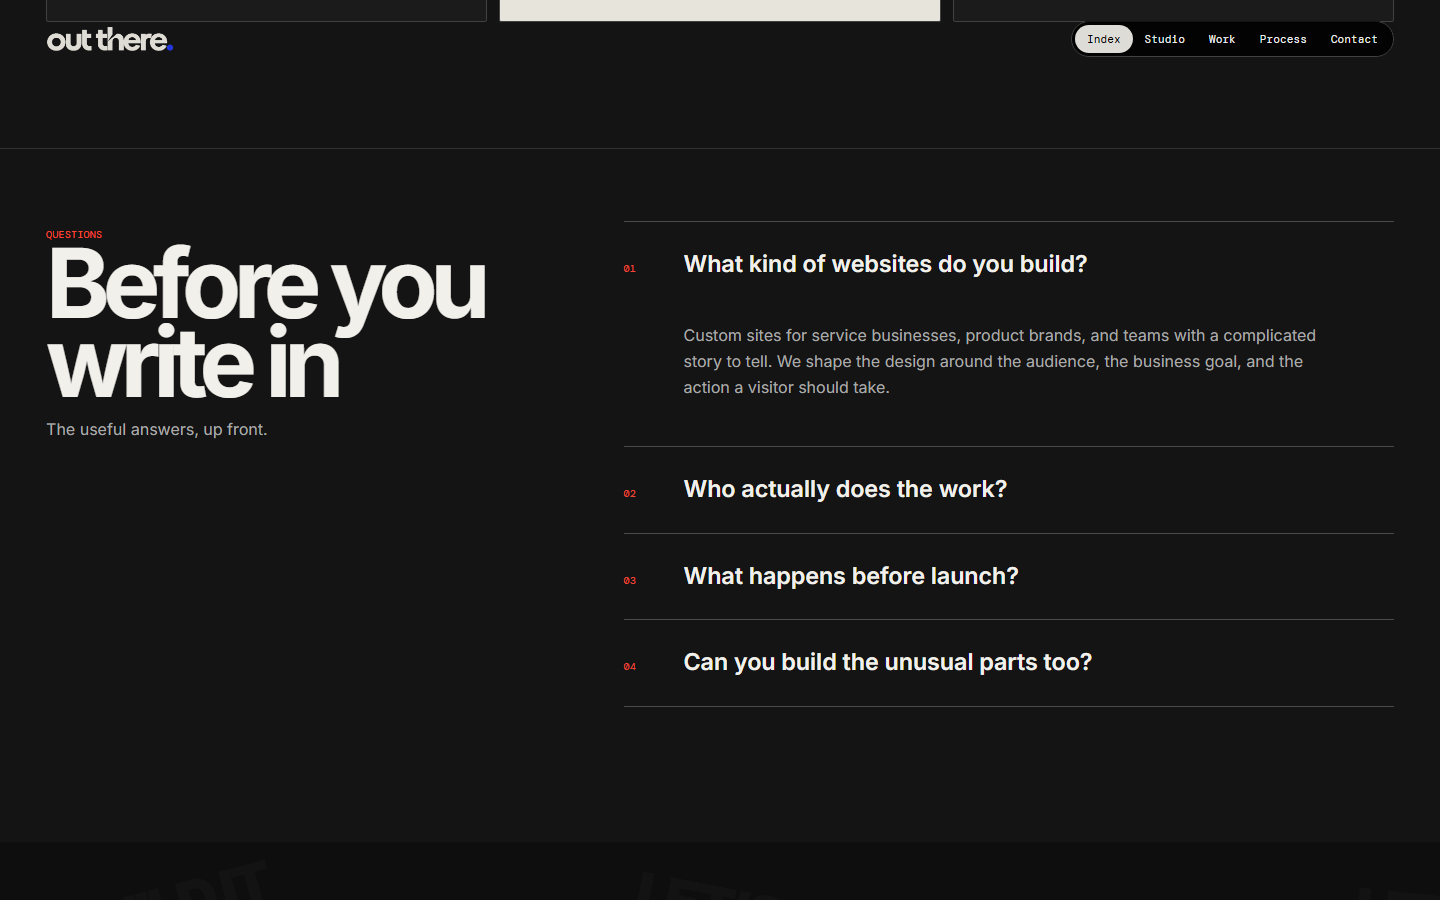 out there.
Index Studio Work Process Contact
QUESTIONS
Before you
write in
The useful answers, up front.
01 What kind of websites do you build?
Custom sites for service businesses, product brands, and teams with a complicated
story to tell. We shape the design around the audience, the business goal, and the
action a visitor should take.
02 Who actually does the work?
03 What happens before launch?
04 Can you build the unusual parts too?